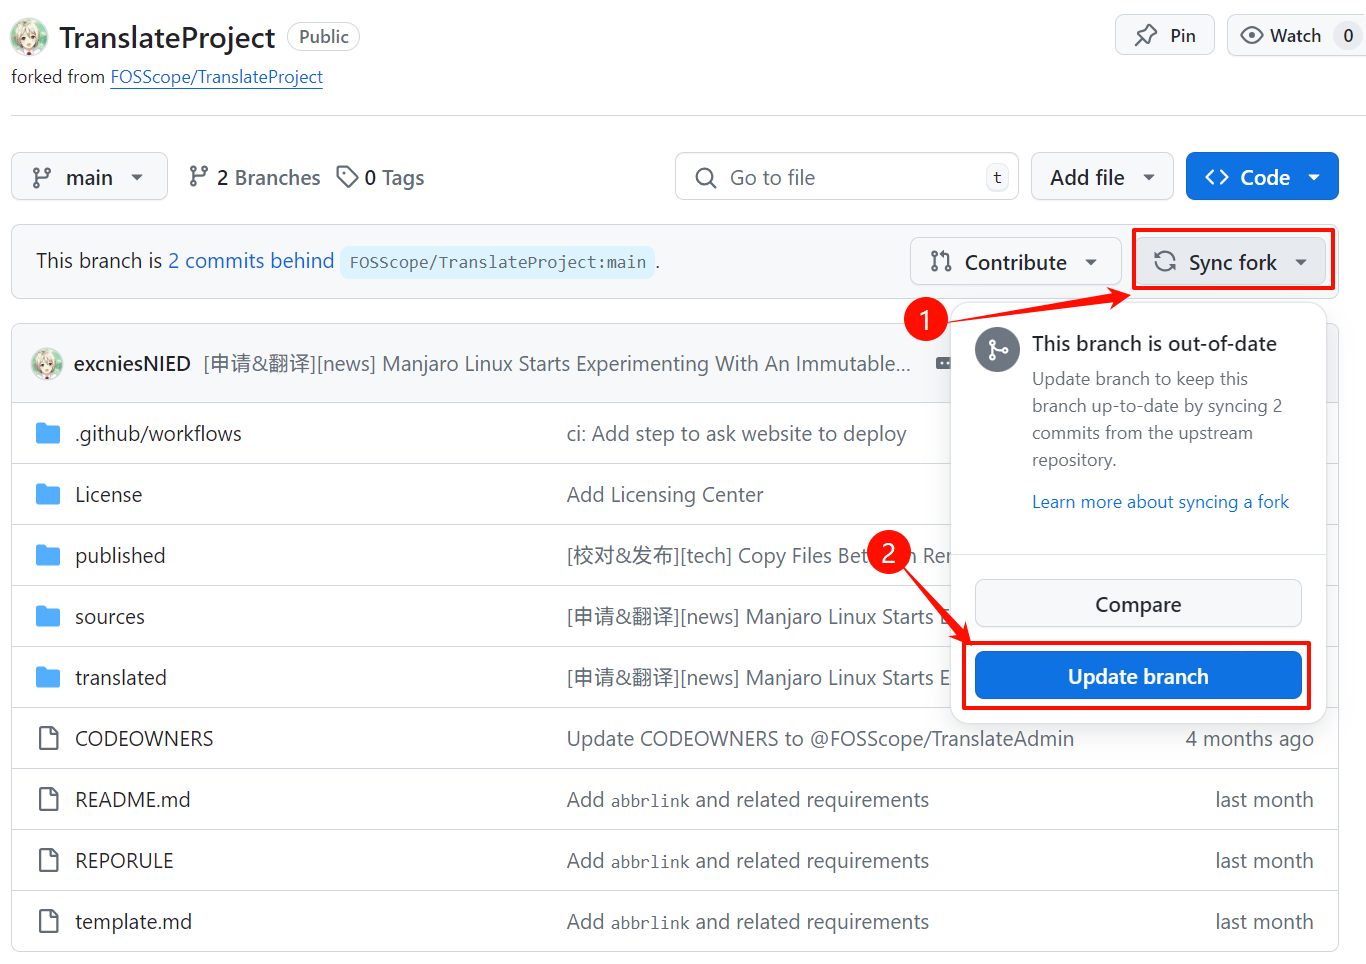 TranslateProject Public
Pin
Watch 0
forked from FOSScope/TranslateProject
main
2 Branches
0 Tags
Go to file t
Add file
Code
This branch is 2 commits behind FOSScope/TranslateProject:main .
Contribute
Sync fork
1
excniesNIED [申请&翻译][news] Manjaro Linux Starts Experimenting With An Immutable...
This branch is out-of-date
Update branch to keep this
branch up-to-date by syncing 2
commits from the upstream
repository.
Learn more about syncing a fork
.github/workflows ci: Add step to ask website to deploy
License Add Licensing Center
published [校对&发布][tech] Copy Files
2
Compare
sources [申请&翻译][news] Manjaro Linux Starts
Update branch
translated [申请&翻译][news] Manjaro Linux Starts E
CODEOWNERS Update CODEOWNERS to @FOSScope/TranslateAdmin 4 months ago
README.md Add abbrlink and related requirements last month
REPORULE Add abbrlink and related requirements last month
template.md Add abbrlink and related requirements last month